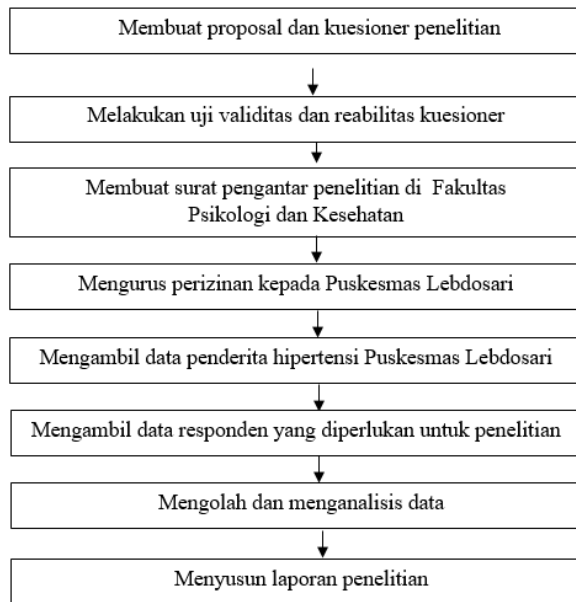 Membuat proposal dan kuesioner penelitian
Melakukan uji validitas dan reabilitas kuesioner
Membuat surat pengantar penelitian di Fakultas
Psikologi dan Kesehatan
Mengurus perizinan kepada Puskesmas Lebdosari
Mengambil data penderita hipertensi Puskesmas Lebdosari
Mengambil data responden yang diperlukan untuk penelitian
Mengolah dan menganalisis data
Menyusun laporan penelitian